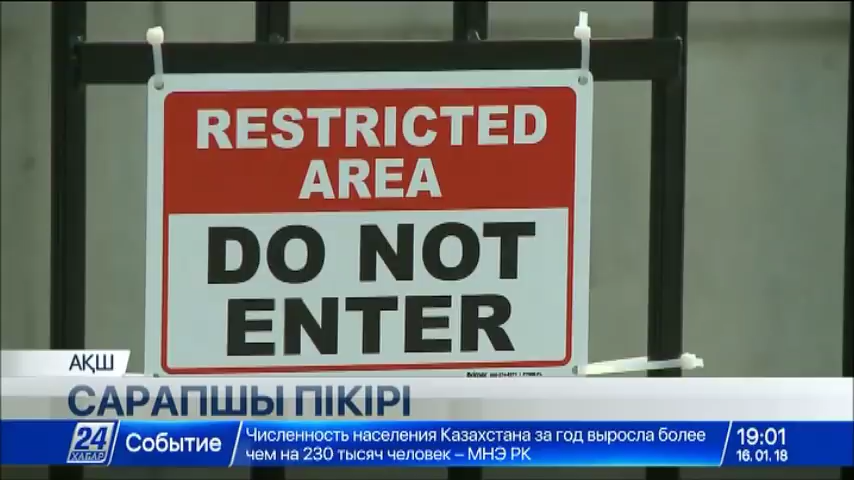 RESTRICTED
AREA
DO NOT
ENTER
АҚШ
САРАПШЫ ПІКІРІ
24
ХАБАР
Событие
Численность населения Казахстана за год выросла более
чем на 230 тысяч человек – МНЭ РК
19:01
16.01.18